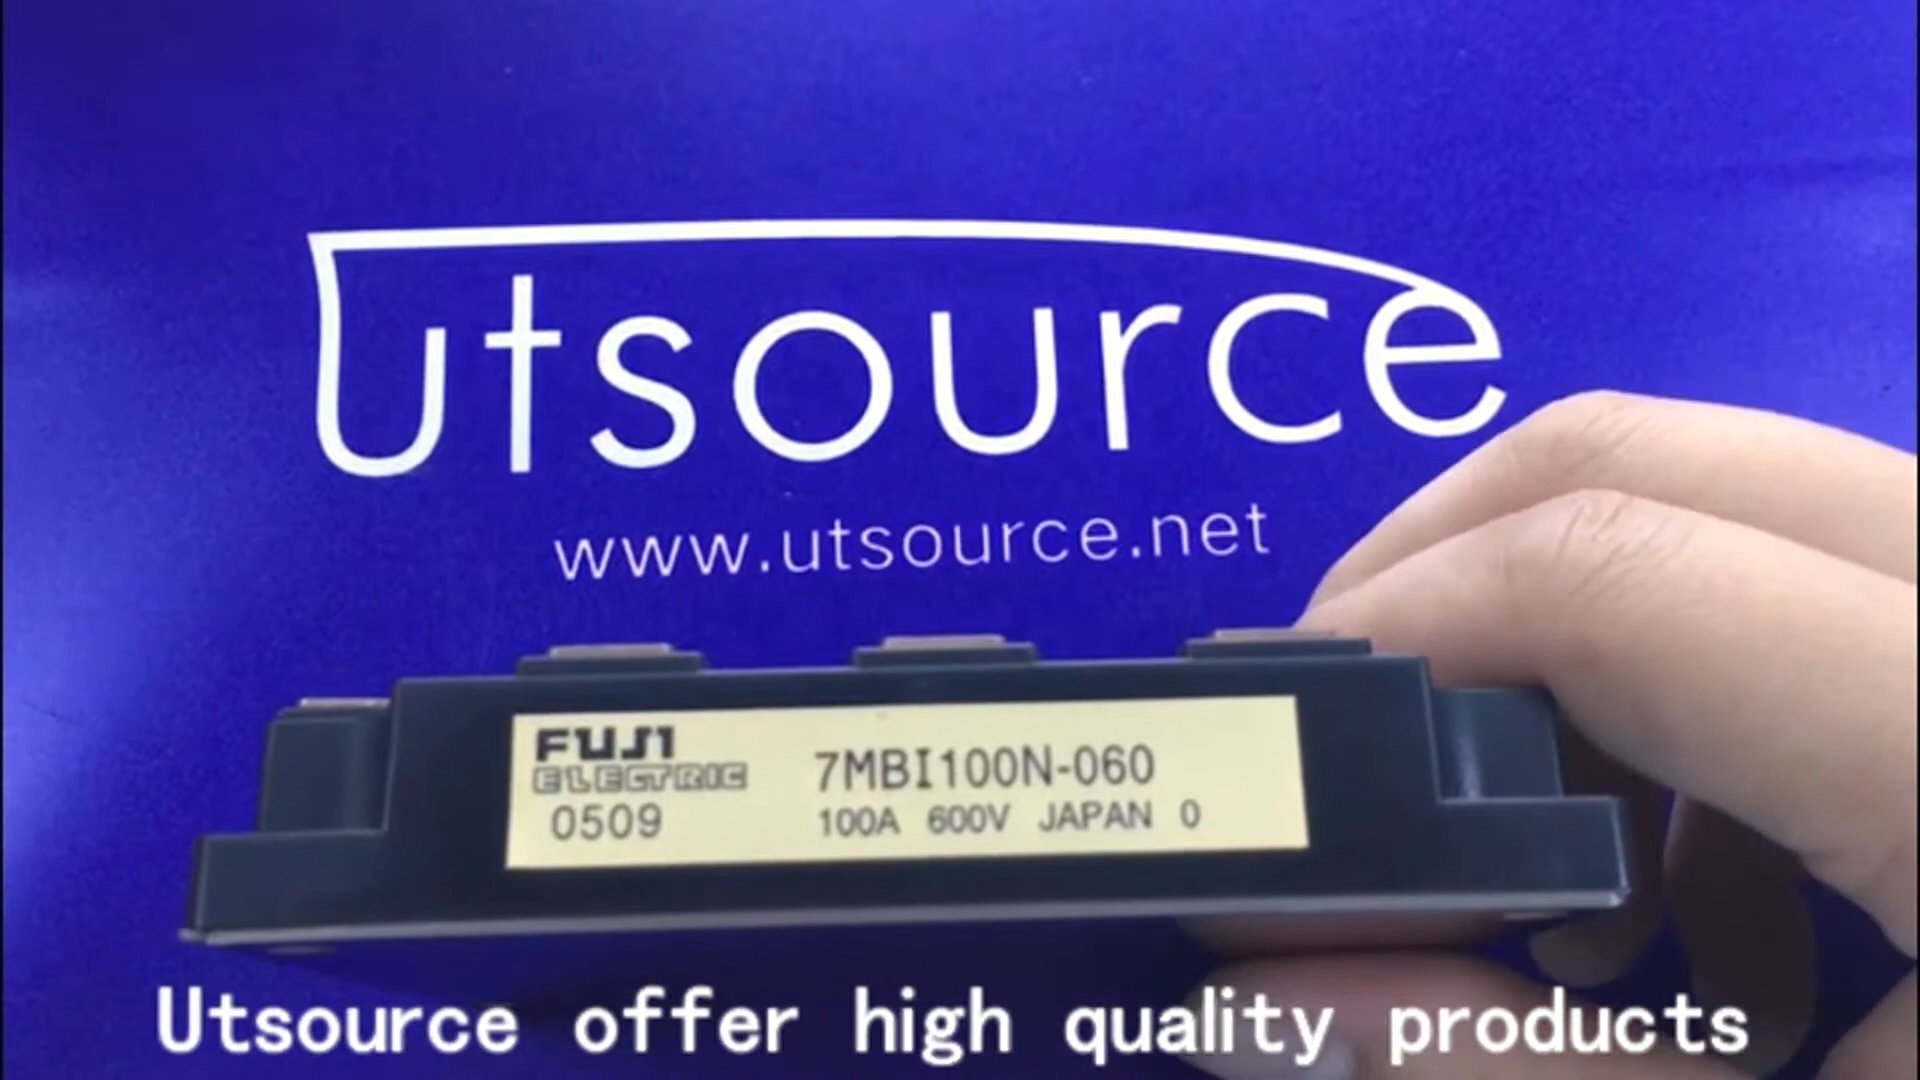 utsource
www.utsource.net
FUJI
ELECTRIC
7MBI100N-060
0509
100A 600V JAPAN 0
Utsource offer high quality products